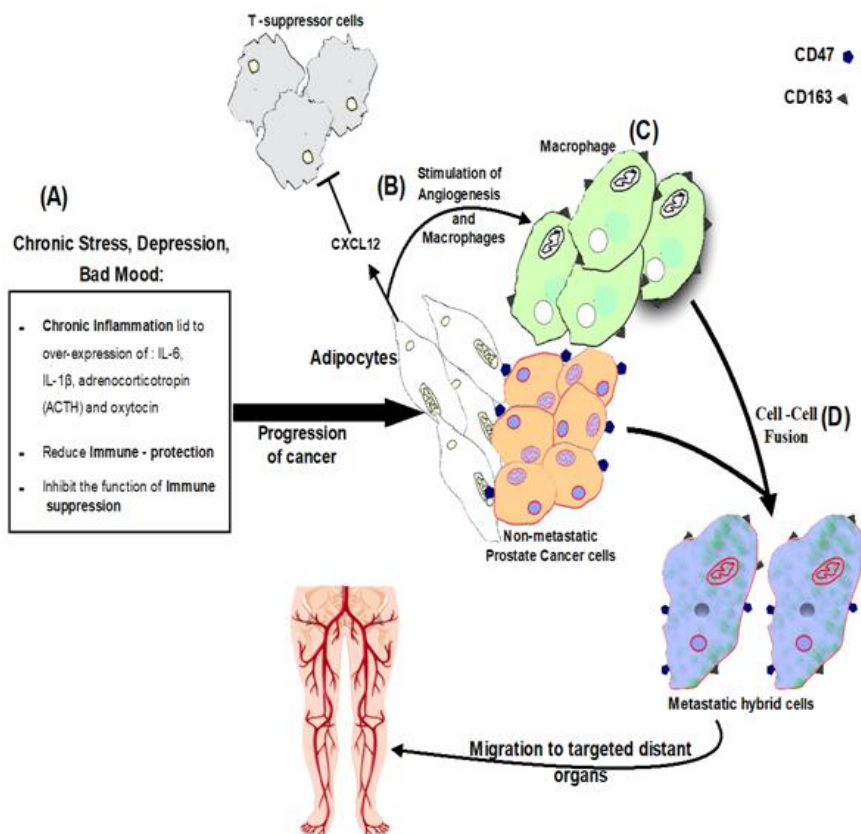 T-suppressor cells
CD47
CD163
(A)
Chronic Stress, Depression,
Bad Mood:
- Chronic Inflammation lid to
over-expression of : IL-6,
IL-1β, adrenocorticotropin
(ACTH) and oxytocin
- Reduce Immune - protection
- Inhibit the function of Immune
suppression
Progression
of cancer
(B)
CXCL12
Stimulation of
Angiogenesis
and
Macrophages
Adipocytes
(C)
Macrophage
Non-metastatic
Prostate Cancer cells
Cell -Cell
Fusion
(D)
Metastatic hybrid cells
Migration to targeted distant
organs